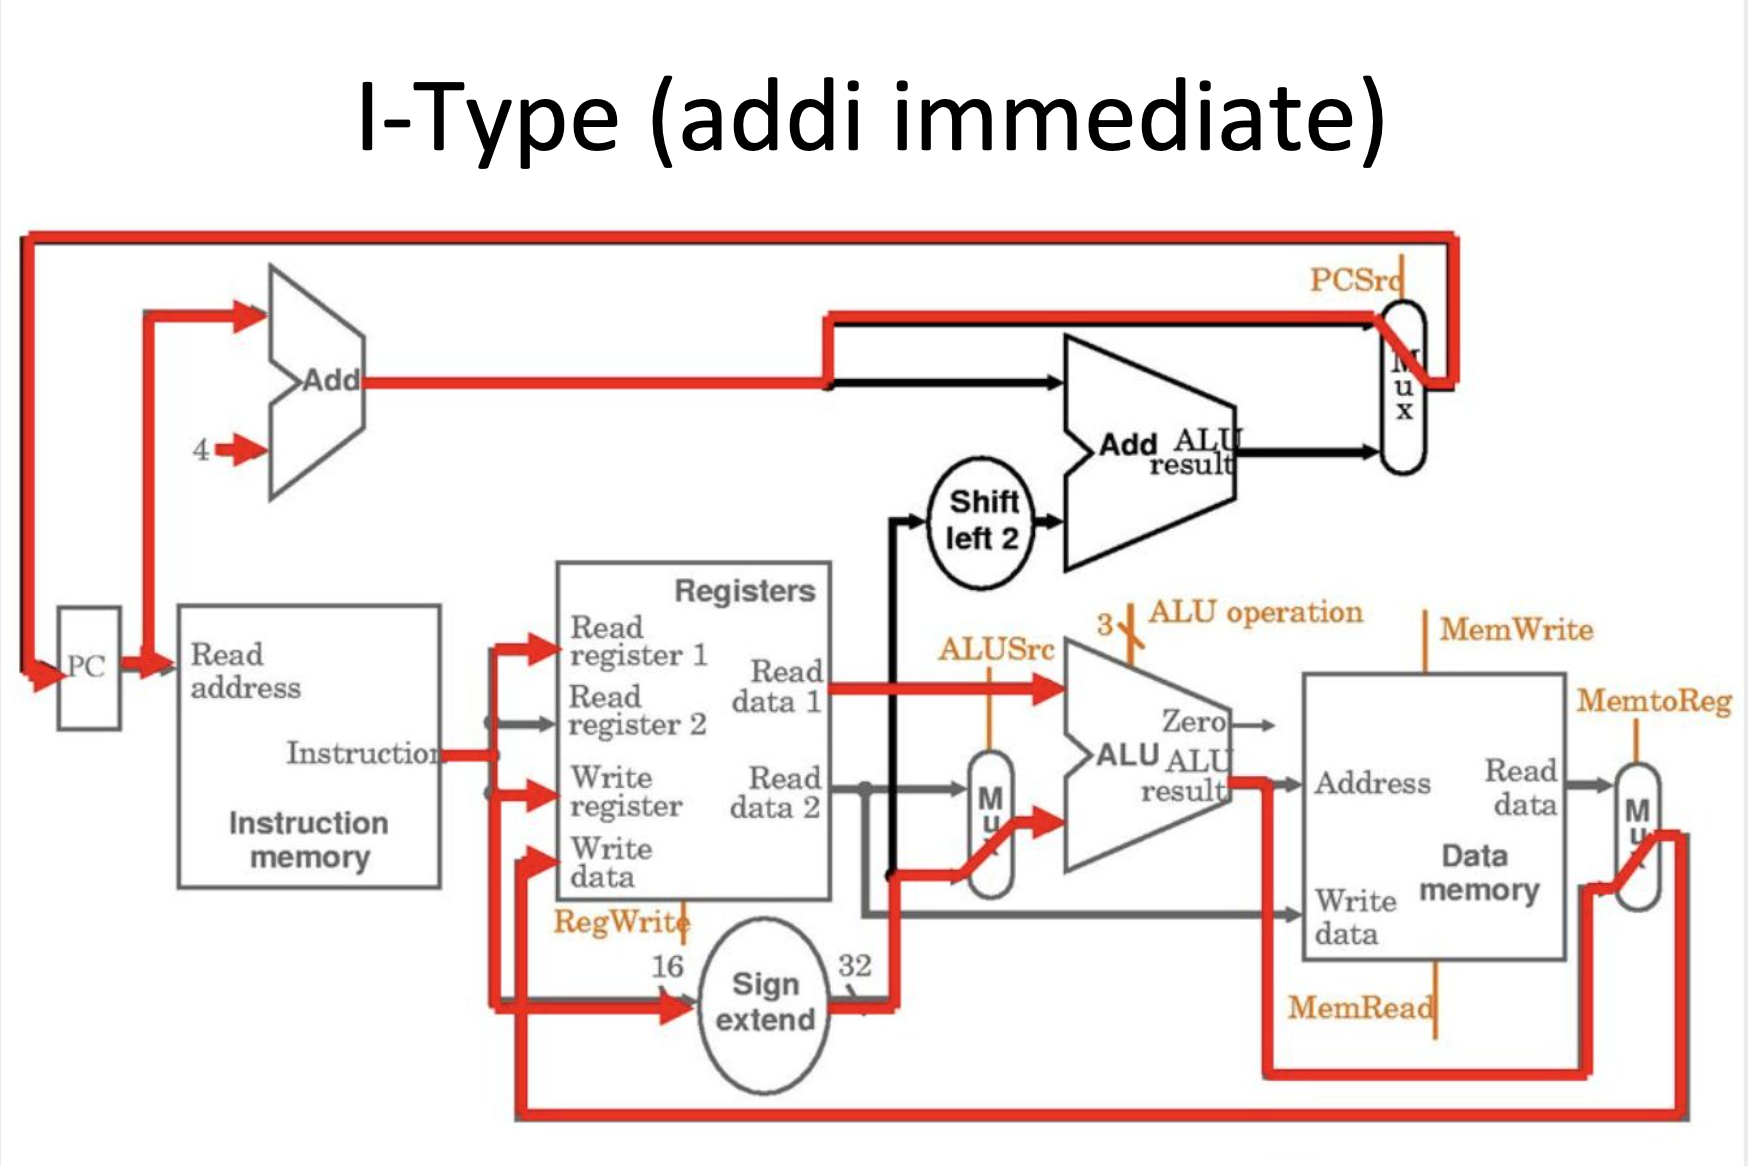 I-Type (addi immediate)
PCSrc
Add
4
M
u
x
Add ALU
result
Shift
left 2
Registers
Read
register 1
Read
register 2
Write
register
Write
data
Read
data 1
Read
data 2
RegWrite
PC
Read
address
Instruction
Instruction
memory
16
Sign
extend
32
ALUSrc
M
u
x
3
ALU operation
Zero
ALU ALU
result
MemWrite
Address
Read
data
Data
memory
Write
data
MemRead
MemtoReg
M
u
x